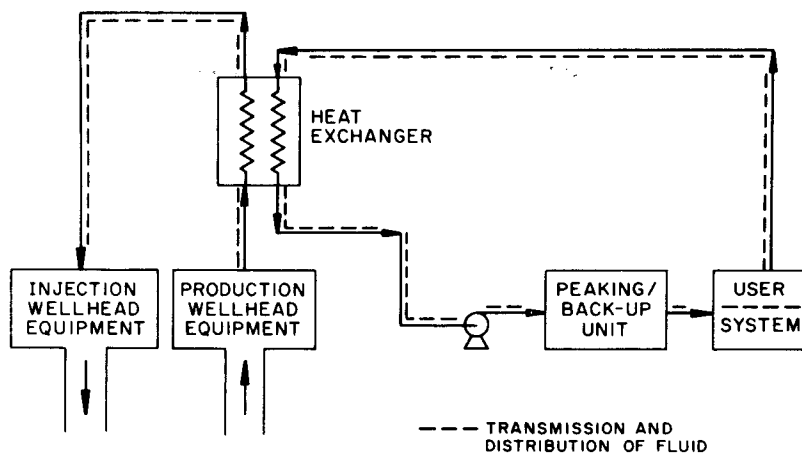 HEAT
EXCHANGER
INJECTION
WELLHEAD
EQUIPMENT
PRODUCTION
WELLHEAD
EQUIPMENT
PEAKING/
BACK-UP
UNIT
USER
SYSTEM
TRANSMISSION AND
DISTRIBUTION OF FLUID